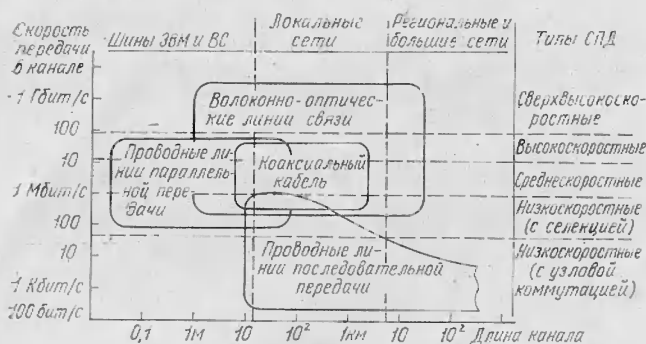 Скорость
передачи
в канале
Шины ЭВМ и ВС
Локальные
сети
Региональные и
большие сети
Типы СПД
1 Гбит/с
100
10
1 Мбит/с
100
10
1 Кбит/с
100 бит/с
Волоконно-оптичес-
кие линии связи
Проводные ли-
нии параллель-
ной пере-
дачи
Коаксиальный
кабель
Проводные ли-
нии последовательной
передачи
Сверхвысокоско-
ростные
Высокоскоростные
Среднескоростные
Низкоскоростные
(с селекцией)
Низкоскоростные
(с узловой
коммутацией)
0,1 1м 10 10² 1км 10 10² Длина канала